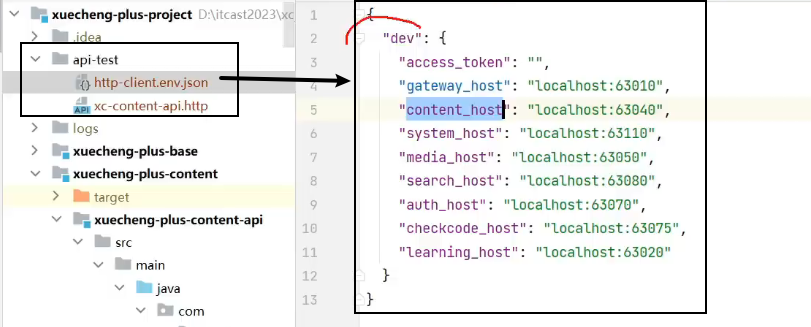 xuecheng-plus-project D:\itcast2023\xc
.idea
api-test
http-client.env.json
xc-content-api.http
logs
xuecheng-plus-base
xuecheng-plus-content
target
xuecheng-plus-content-api
src
main
java
com
1 {
2 "dev": {
3 "access_token": "",
4 "gateway_host": "localhost:63010",
5 "content_host": "localhost:63040",
6 "system_host": "localhost:63110",
7 "media_host": "localhost:63050",
8 "search_host": "localhost:63080",
9 "auth_host": "localhost:63070",
10 "checkcode_host": "localhost:63075",
11 "learning_host": "localhost:63020"
12 }
13 }